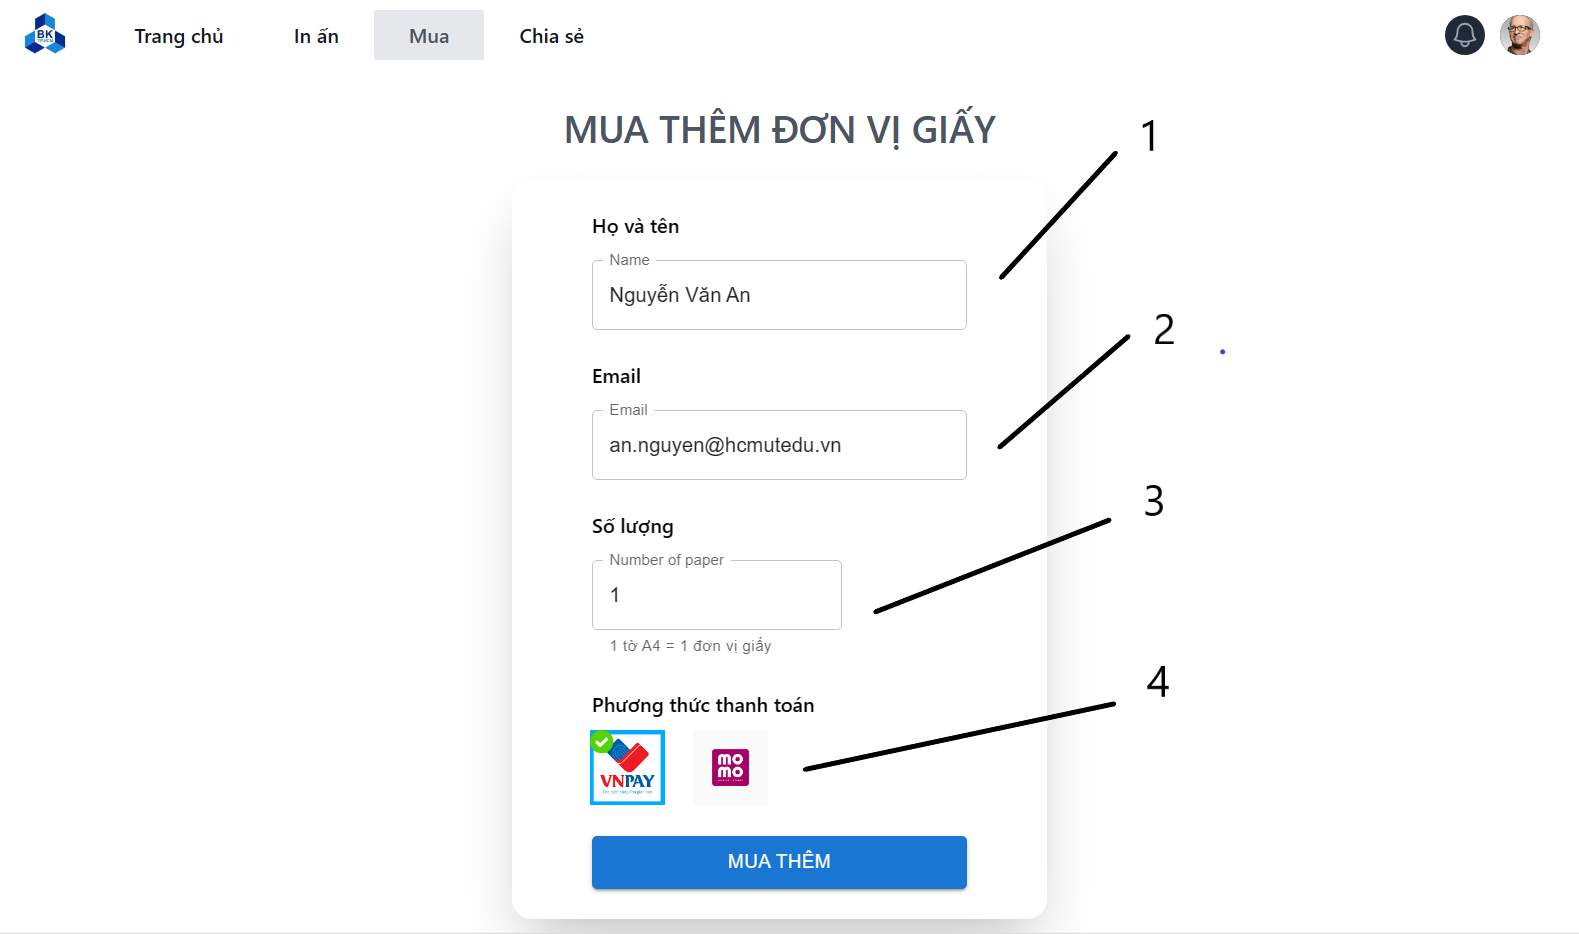 BK
TP.HCM
Trang chủ
In ấn
Mua
Chia sẻ
MUA THÊM ĐƠN VỊ GIẤY
1
Họ và tên
Name
Nguyễn Văn An
2
Email
Email
an.nguyen@hcmutedu.vn
3
Số lượng
Number of paper
1
1 tờ A4 = 1 đơn vị giấy
4
Phương thức thanh toán
VNPAY
mo
mo
MUA THÊM